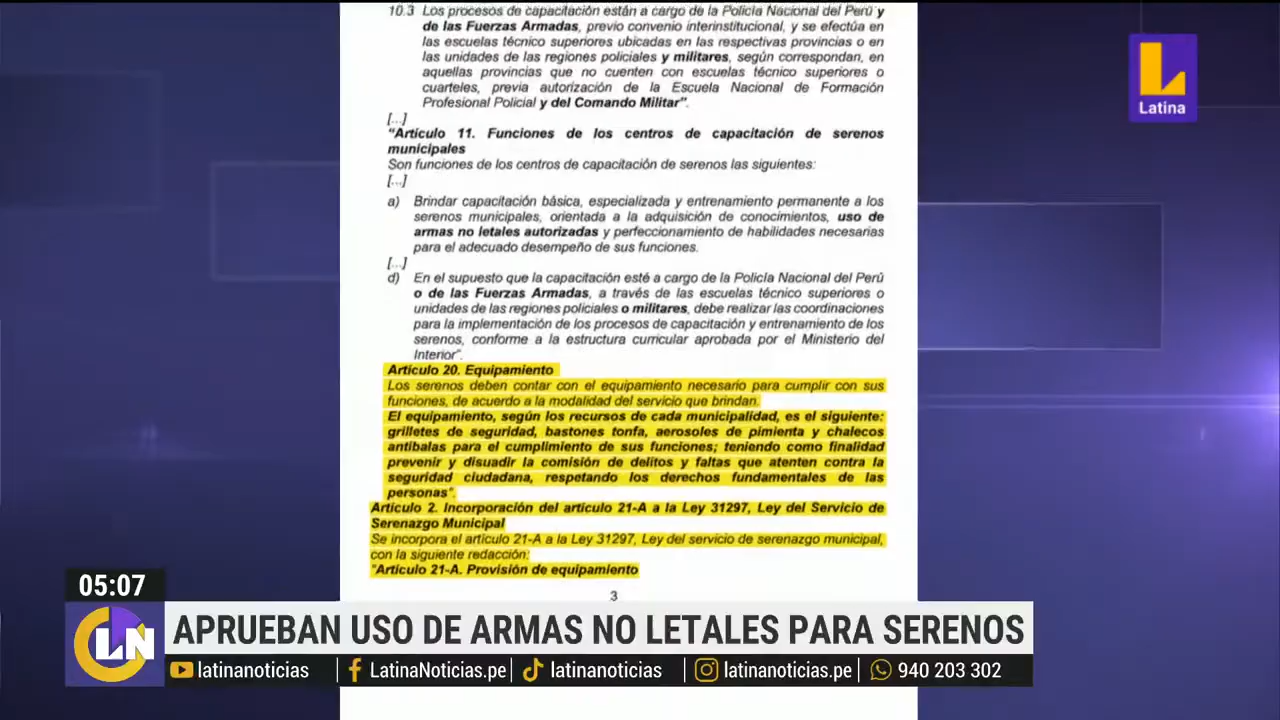 10.3 Los procesos de capacitación están a cargo de la Policía Nacional del Perú y
de las Fuerzas Armadas, previo convenio interinstitucional, y se efectúa en
las escuelas técnico superiores ubicadas en las respectivas provincias o en
las unidades de las regiones policiales y militares, según correspondan, en
aquellas provincias que no cuenten con escuelas técnico superiores o
cuarteles, previa autorización de la Escuela Nacional de Formación
Profesional Policial y del Comando Militar".
[...]
"Artículo 11. Funciones de los centros de capacitación de serenos
municipales
Son funciones de los centros de capacitación de serenos las siguientes:
[...]
a) Brindar capacitación básica, especializada y entrenamiento permanente a los
serenos municipales, orientada a la adquisición de conocimientos, uso de
armas no letales autorizadas y perfeccionamiento de habilidades necesarias
para el adecuado desempeño de sus funciones.
[...]
d) En el supuesto que la capacitación esté a cargo de la Policía Nacional del Perú
o de las Fuerzas Armadas, a través de las escuelas técnico superiores o
unidades de las regiones policiales o militares, debe realizar las coordinaciones
para la implementación de los procesos de capacitación y entrenamiento de los
serenos, conforme a la estructura curricular aprobada por el Ministerio del
Interior".
Artículo 20. Equipamiento
Los serenos deben contar con el equipamiento necesario para cumplir con sus
funciones, de acuerdo a la modalidad del servicio que brindan.
El equipamiento, según los recursos de cada municipalidad, es el siguiente:
grilletes de seguridad, bastones tonfa, aerosoles de pimienta y chalecos
antibalas para el cumplimiento de sus funciones; teniendo como finalidad
prevenir y disuadir la comisión de delitos y faltas que atenten contra la
seguridad ciudadana, respetando los derechos fundamentales de las
personas".
Artículo 2. Incorporación del artículo 21-A a la Ley 31297, Ley del Servicio de
Serenazgo Municipal
Se incorpora el artículo 21-A a la Ley 31297, Ley del servicio de serenazgo municipal,
con la siguiente redacción:
"Artículo 21-A. Provisión de equipamiento
3
Latina
05:07
LN
APRUEBAN USO DE ARMAS NO LETALES PARA SERENOS
latinanoticias | LatinaNoticias.pe | latinanoticias | latinanoticias.pe | 940 203 302